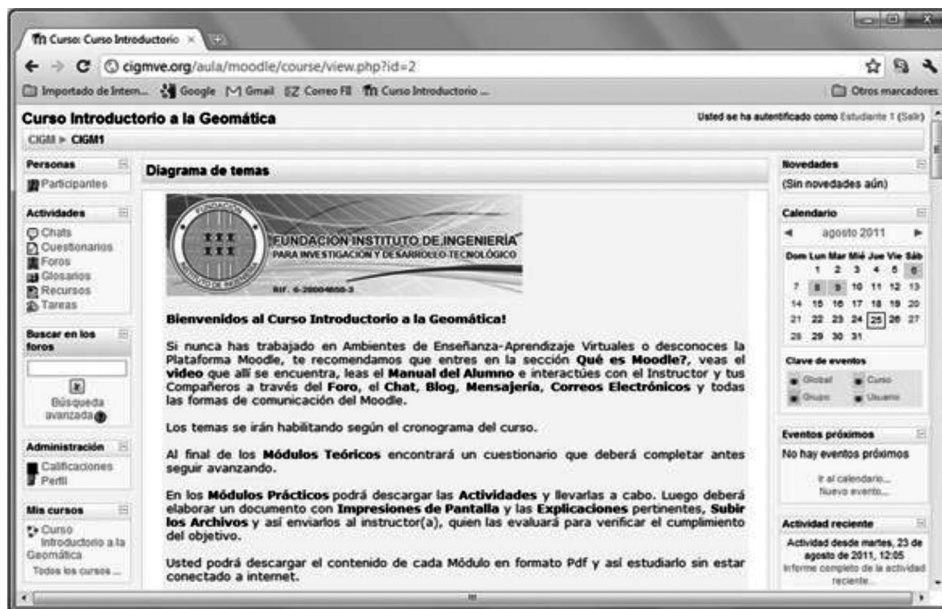 Curso: Curso Introductorio
cigmve.org/aula/moodle/course/view.php?id=2
Importado de Intern... Google Gmail Correo FII Curso Introductorio ... Otros marcadores
Curso Introductorio a la Geomática
Usted se ha autentificado como Estudiante 1 (Salir)
CIGM ► CIGM1
Personas
Participantes
Actividades
Chats
Cuestionarios
Foros
Glosarios
Recursos
Tareas
Buscar en los
foros
Búsqueda
avanzada
Administración
Calificaciones
Perfil
Mis cursos
Curso
Introductorio a la
Geomática
Todos los cursos ...
Diagrama de temas
FUNDACIÓN
INSTITUTO DE INGENIERÍA
FUNDACIÓN INSTITUTO DE INGENIERÍA
PARA INVESTIGACIÓN Y DESARROLLO TECNOLÓGICO
RIF.
Bienvenidos al Curso Introductorio a la Geomática!
Si nunca has trabajado en Ambientes de Enseñanza-Aprendizaje Virtuales o desconoces la
Plataforma Moodle, te recomendamos que entres en la sección Qué es Moodle?, veas el
video que allí se encuentra, leas el Manual del Alumno e interactúes con el Instructor y tus
Compañeros a través del Foro, el Chat, Blog, Mensajería, Correos Electrónicos y todas
las formas de comunicación del Moodle.
Los temas se irán habilitando según el cronograma del curso.
Al final de los Módulos Teóricos encontrará un cuestionario que deberá completar antes
seguir avanzando.
En los Módulos Prácticos podrá descargar las Actividades y llevarlas a cabo. Luego deberá
elaborar un documento con Impresiones de Pantalla y las Explicaciones pertinentes, Subir
los Archivos y así enviarlos al instructor(a), quien las evaluará para verificar el cumplimiento
del objetivo.
Usted podrá descargar el contenido de cada Módulo en formato Pdf y así estudiarlo sin estar
conectado a internet.
Novedades
(Sin novedades aún)
Calendario
◄ agosto 2011 ►
Dom Lun Mar Mié Jue Vie Sáb
1 2 3 4 5 6
7 8 9 10 11 12 13
14 15 16 17 18 19 20
21 22 23 24 25 26 27
28 29 30 31
Clave de eventos
Global Curso
Grupo Usuario
Eventos próximos
No hay eventos próximos
Ir al calendario...
Nuevo evento...
Actividad reciente
Actividad desde martes, 23 de
agosto de 2011, 12:05
Informe completo de la actividad
reciente...